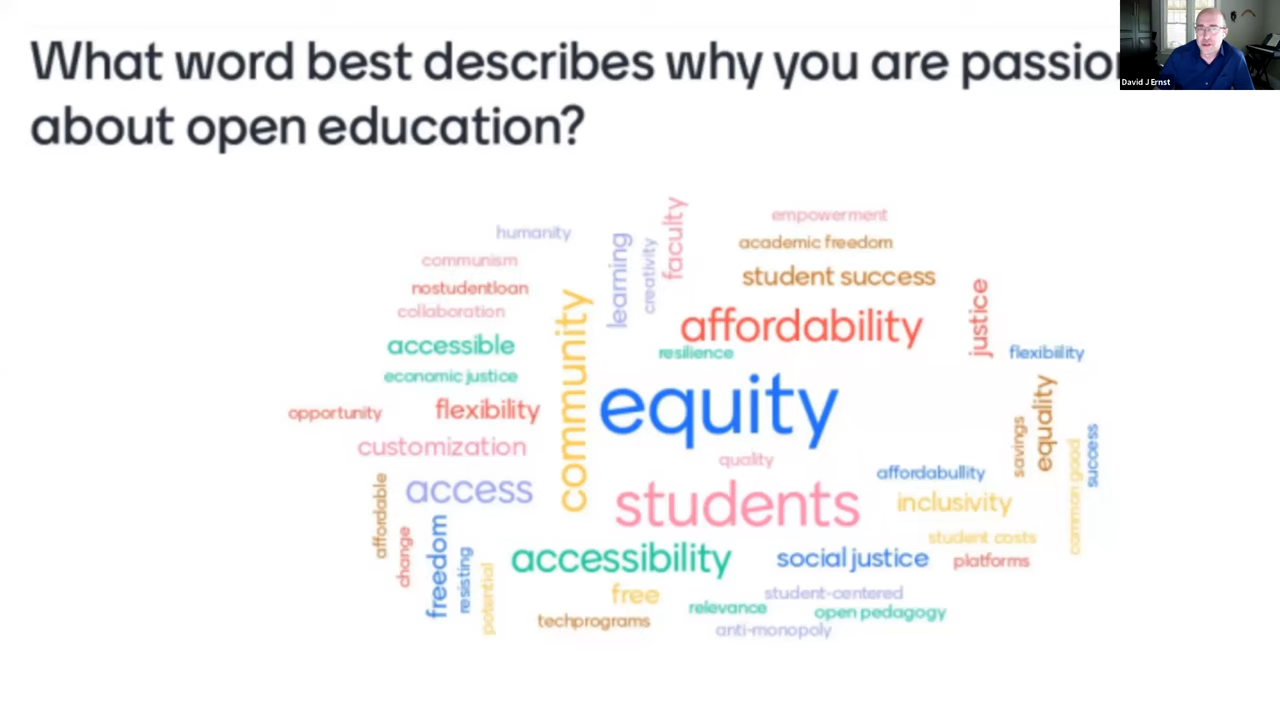 What word best describes why you are passio
about open education?
David J Ernst
humanity
communism
nostudentloan
collaboration
accessible
economic justice
opportunity
flexibility
customization
access
affordable
change
freedom
resisting
potential
community
learning
creativity
faculty
empowerment
academic freedom
student success
affordability
resilience
equity
quality
students
accessibility
free
techprograms
relevance
anti-monopoly
student-centered
open pedagogy
social justice
platforms
student costs
inclusivity
affordabullity
justice
flexibiility
savings
equality
common good
success